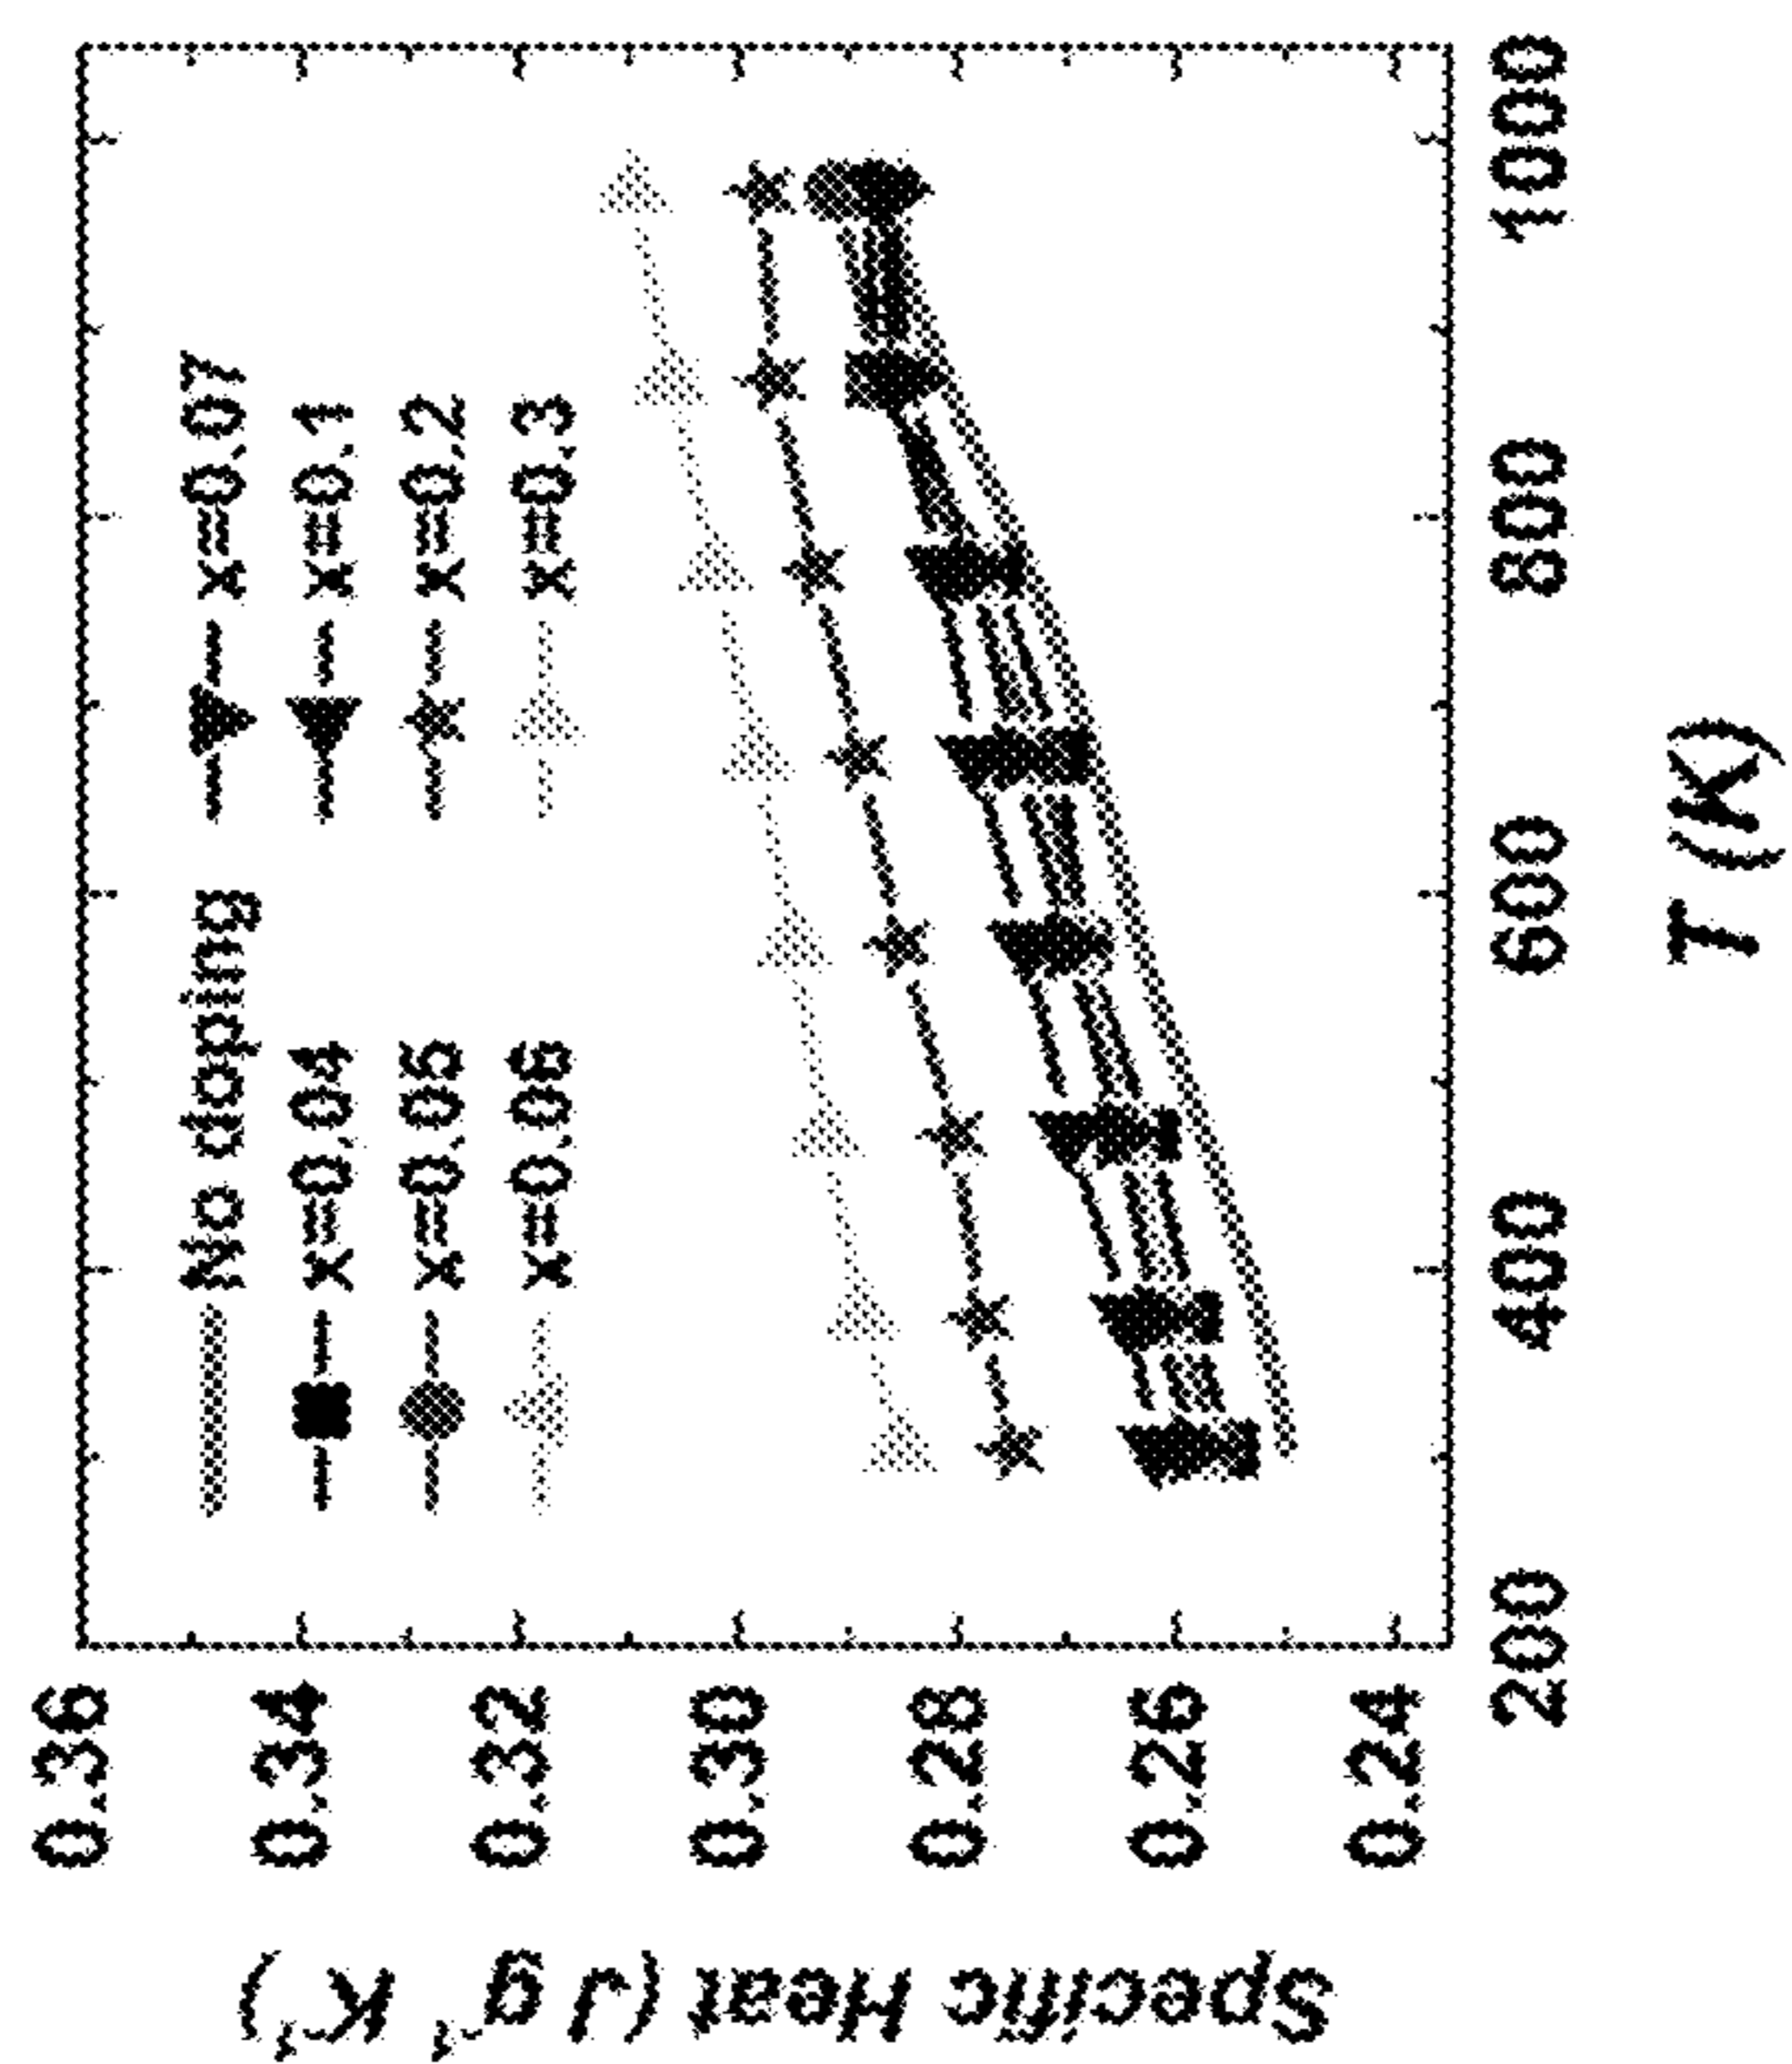 Specific Heat (J g⁻¹ K⁻¹)
0.36
0.34
0.32
0.30
0.28
0.26
0.24
No doping
x=0.04
x=0.05
x=0.06
x=0.07
x=0.1
x=0.2
x=0.3
200
400
600
800
1000
T (K)